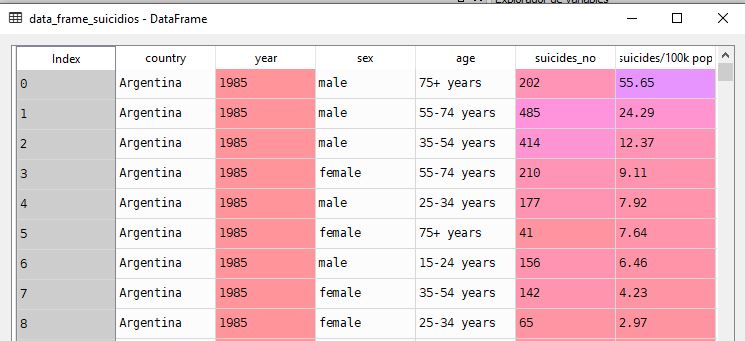 Explorador de variables
data_frame_suicidios - DataFrame
Index country year sex age suicides_no suicides/100k pop
0 Argentina 1985 male 75+ years 202 55.65
1 Argentina 1985 male 55-74 years 485 24.29
2 Argentina 1985 male 35-54 years 414 12.37
3 Argentina 1985 female 55-74 years 210 9.11
4 Argentina 1985 male 25-34 years 177 7.92
5 Argentina 1985 female 75+ years 41 7.64
6 Argentina 1985 male 15-24 years 156 6.46
7 Argentina 1985 female 35-54 years 142 4.23
8 Argentina 1985 female 25-34 years 65 2.97